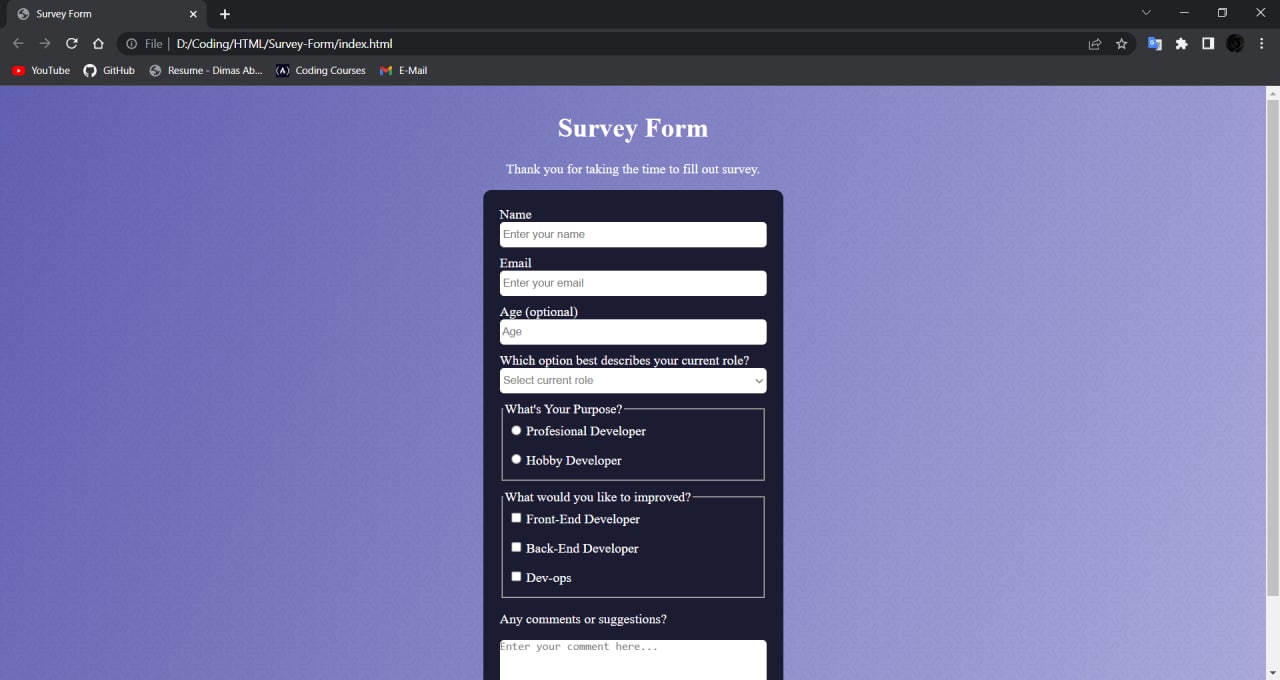 Survey Form
File | D:/Coding/HTML/Survey-Form/index.html
YouTube GitHub Resume - Dimas Ab... Coding Courses E-Mail
Survey Form
Thank you for taking the time to fill out survey.
Name
Enter your name
Email
Enter your email
Age (optional)
Age
Which option best describes your current role?
Select current role
What's Your Purpose?
Profesional Developer
Hobby Developer
What would you like to improved?
Front-End Developer
Back-End Developer
Dev-ops
Any comments or suggestions?
Enter your comment here...